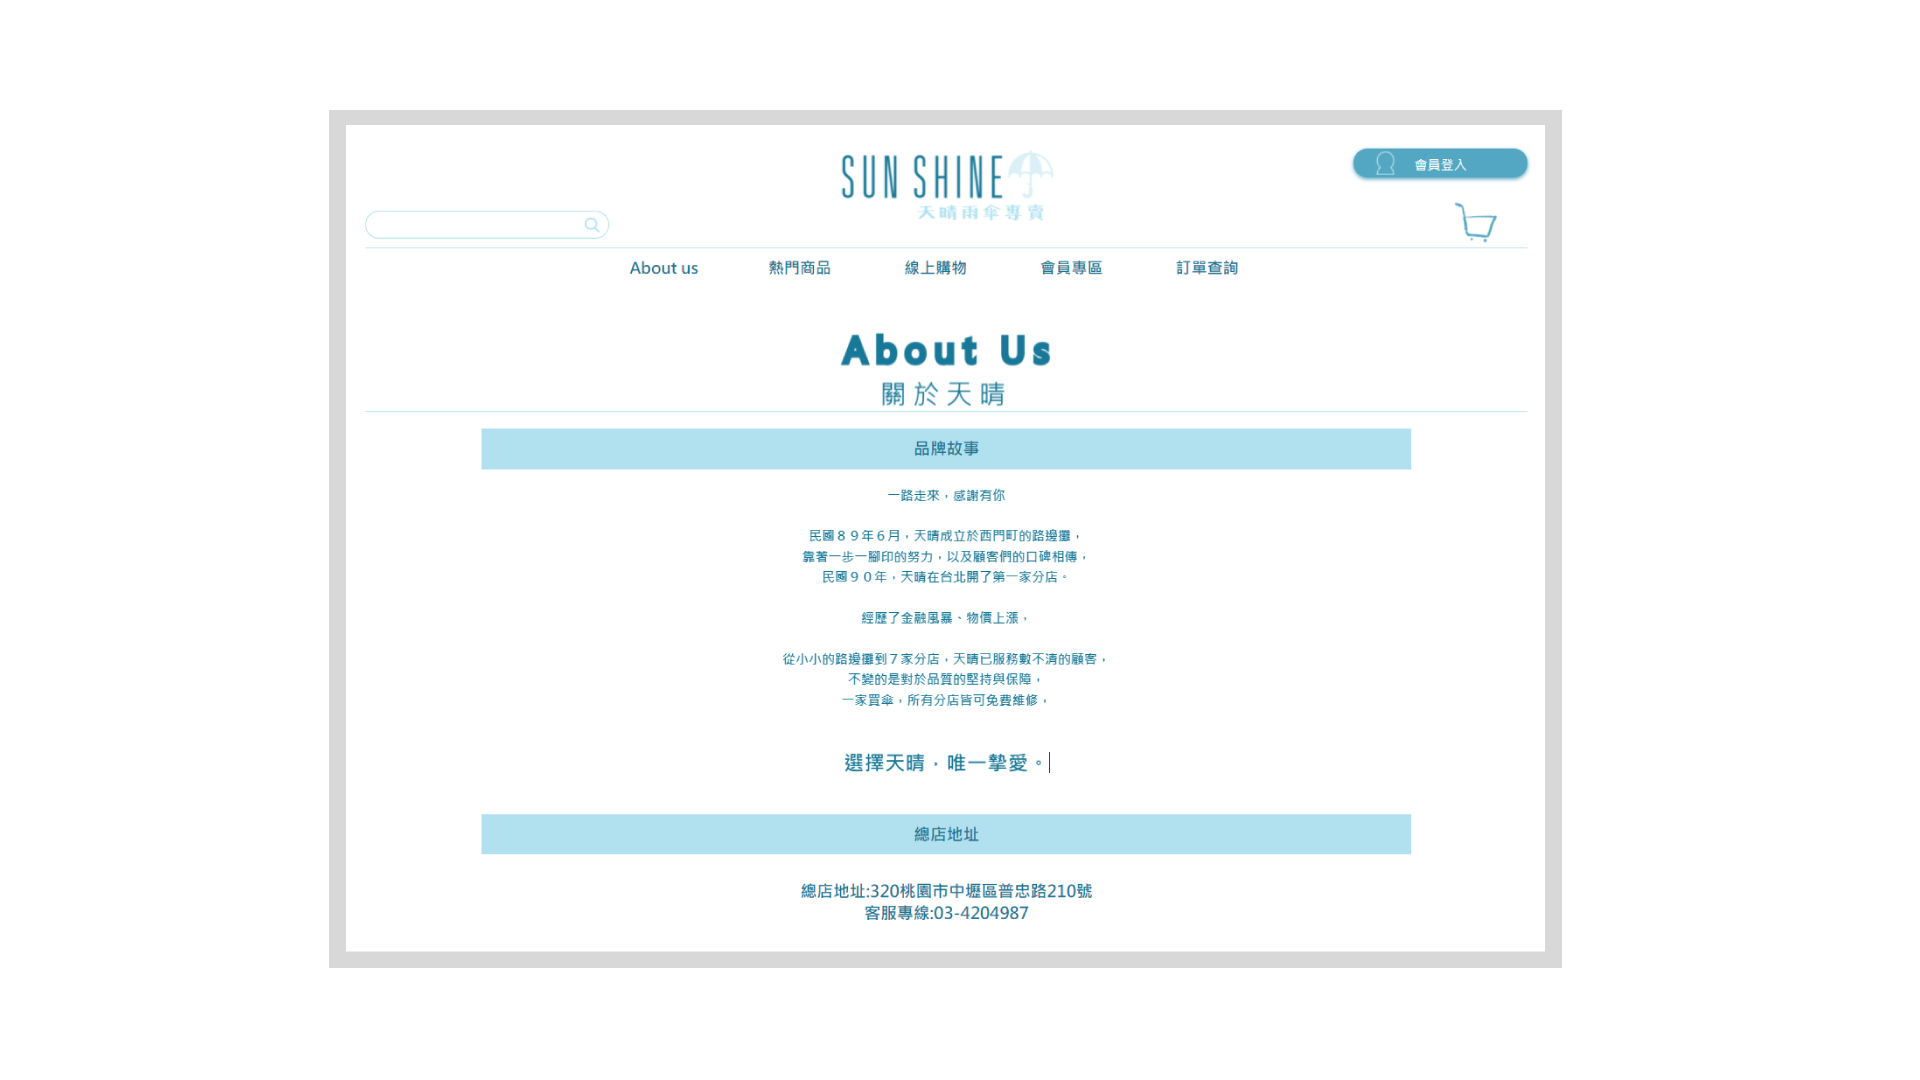 SUN SHINE
天晴雨傘專賣
會員登入
About us
熱門商品
線上購物
會員專區
訂單查詢
About Us
關於天晴
品牌故事
一路走來，感謝有你
民國８９年６月，天晴成立於西門町的路邊攤，
靠著一步一腳印的努力，以及顧客們的口碑相傳，
民國９０年，天晴在台北開了第一家分店。
經歷了金融風暴、物價上漲，
從小小的路邊攤到７家分店，天晴已服務數不清的顧客，
不變的是對於品質的堅持與保障，
一家買傘，所有分店皆可免費維修，
選擇天晴，唯一摯愛。
總店地址
總店地址:320桃園市中壢區普忠路210號
客服專線:03-4204987